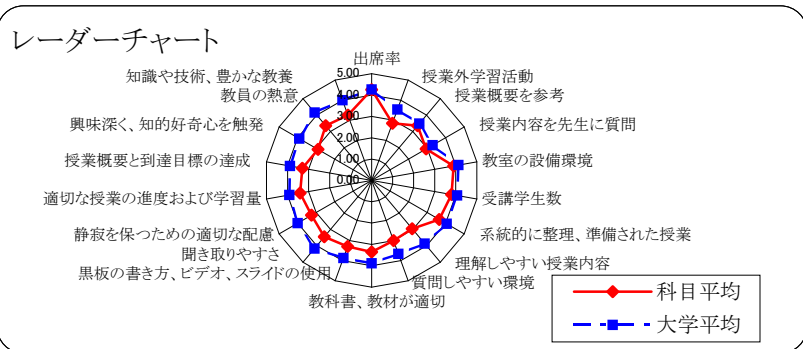 レーダーチャート
出席率
授業外学習活動
授業概要を参考
授業内容を先生に質問
教室の設備環境
受講学生数
系統的に整理、準備された授業
理解しやすい授業内容
質問しやすい環境
教科書、教材が適切
黒板の書き方、ビデオ、スライドの使用
聞き取りやすさ
静寂を保つための適切な配慮
適切な授業の進度および学習量
授業概要と到達目標の達成
興味深く、知的好奇心を触発
教員の熱意
知識や技術、豊かな教養
5.00
4.00
3.00
2.00
1.00
0.00
科目平均
大学平均